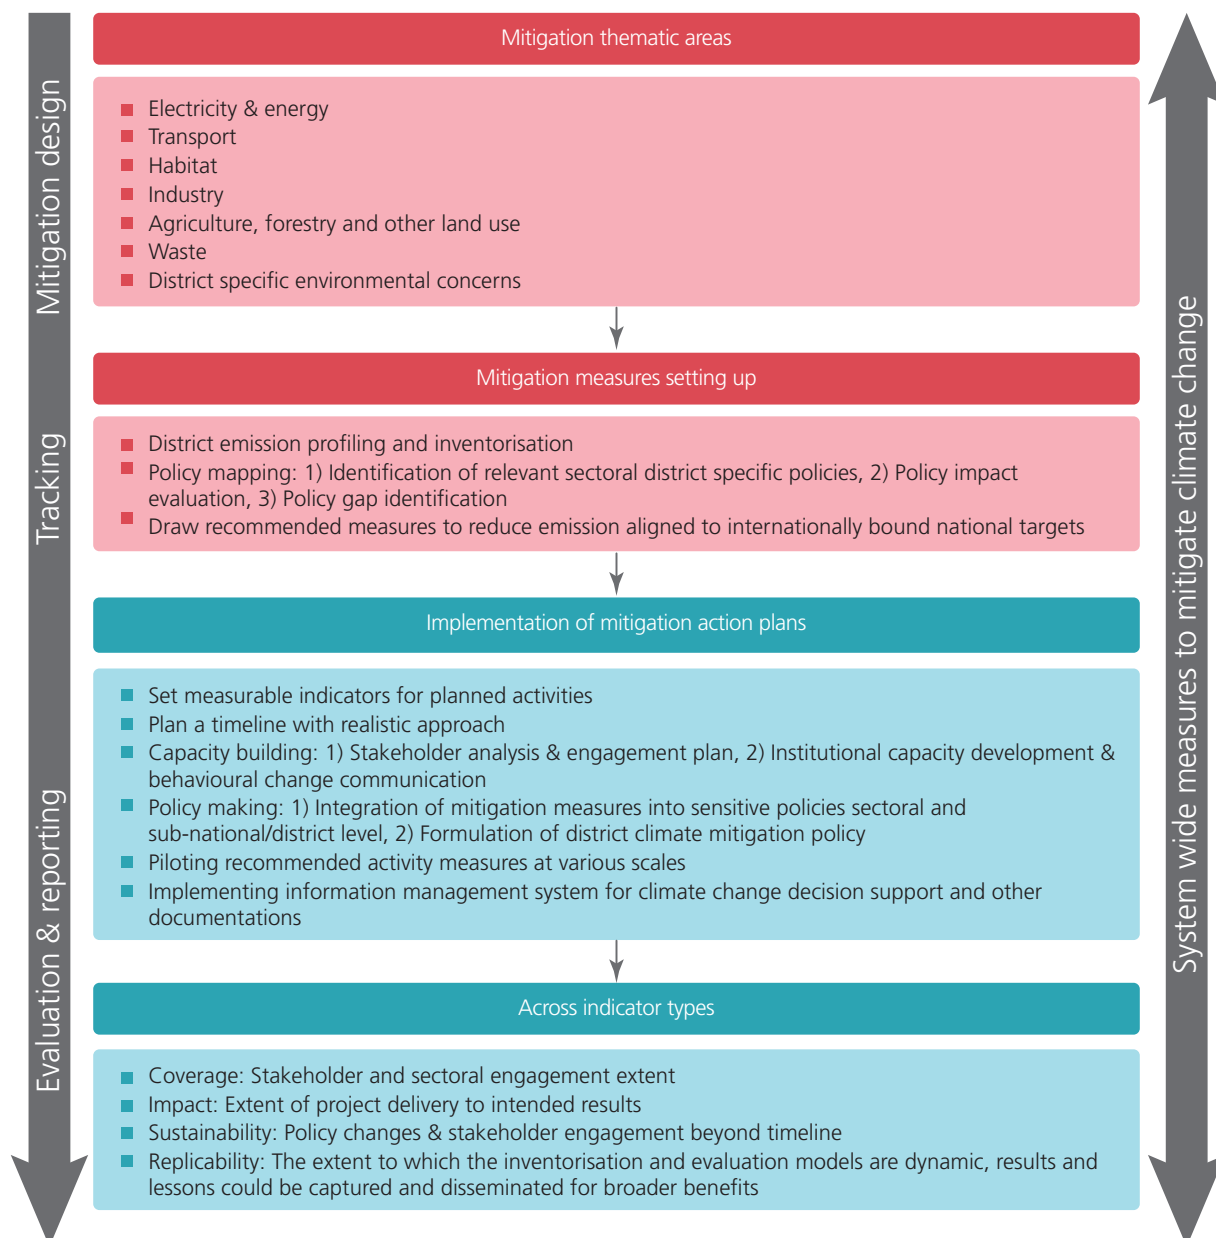 Mitigation thematic areas
Electricity & energy
Transport
Habitat
Industry
Agriculture, forestry and other land use
Waste
District specific environmental concerns
Mitigation measures setting up
District emission profiling and inventorisation
Policy mapping: 1) Identification of relevant sectoral district specific policies, 2) Policy impact
evaluation, 3) Policy gap identification
Draw recommended measures to reduce emission aligned to internationally bound national targets
Implementation of mitigation action plans
Set measurable indicators for planned activities
Plan a timeline with realistic approach
Capacity building: 1) Stakeholder analysis & engagement plan, 2) Institutional capacity development &
behavioural change communication
Policy making: 1) Integration of mitigation measures into sensitive policies sectoral and
sub-national/district level, 2) Formulation of district climate mitigation policy
Piloting recommended activity measures at various scales
Implementing information management system for climate change decision support and other
documentations
Across indicator types
Coverage: Stakeholder and sectoral engagement extent
Impact: Extent of project delivery to intended results
Sustainability: Policy changes & stakeholder engagement beyond timeline
Replicability: The extent to which the inventorisation and evaluation models are dynamic, results and
lessons could be captured and disseminated for broader benefits
Mitigation design
Tracking
Evaluation & reporting
System wide measures to mitigate climate change